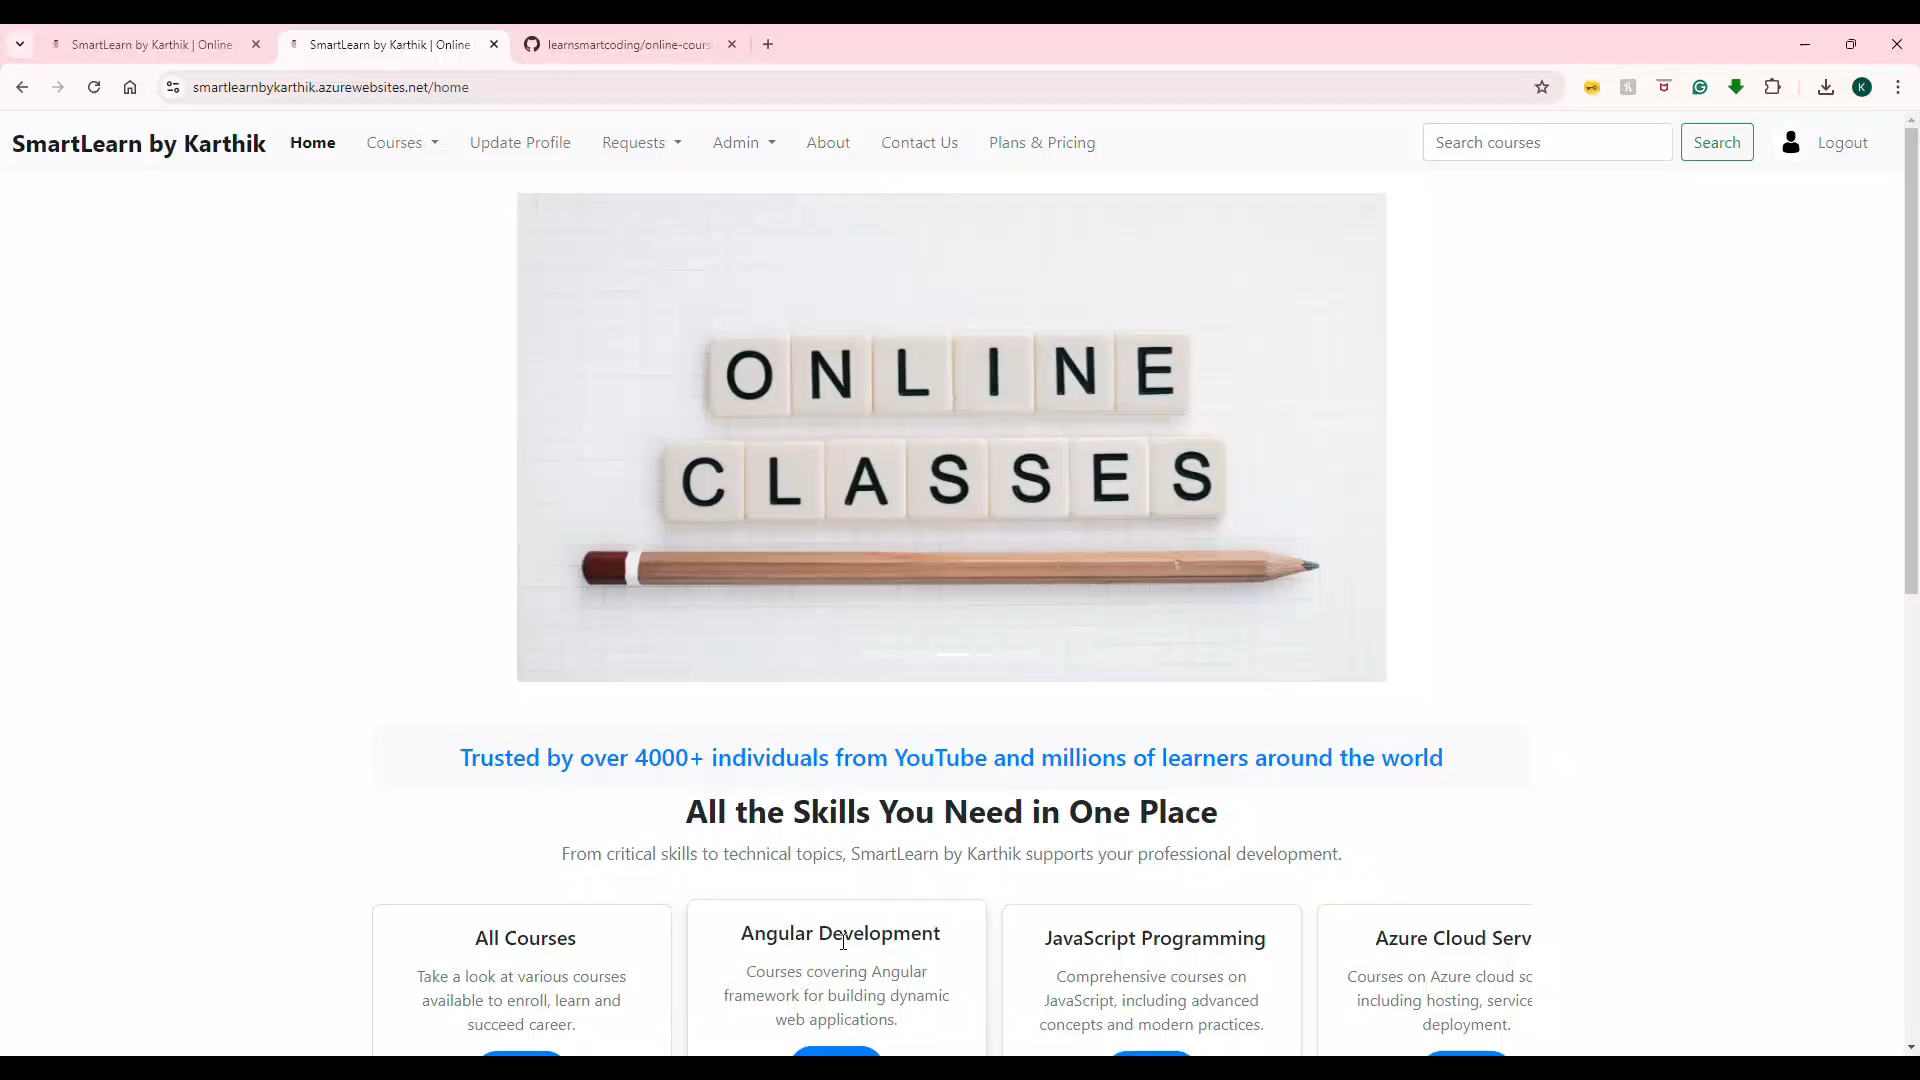 SmartLearn by Karthik | Online
SmartLearn by Karthik | Online
learnsmartcoding/online-cours
smartlearnbykarthik.azurewebsites.net/home
K
SmartLearn by Karthik
Home
Courses
Update Profile
Requests
Admin
About
Contact Us
Plans & Pricing
Search courses
Search
Logout
ONLINE
CLASSES
Trusted by over 4000+ individuals from YouTube and millions of learners around the world
All the Skills You Need in One Place
From critical skills to technical topics, SmartLearn by Karthik supports your professional development.
All Courses
Take a look at various courses
available to enroll, learn and
succeed career.
Angular Development
Courses covering Angular
framework for building dynamic
web applications.
JavaScript Programming
Comprehensive courses on
JavaScript, including advanced
concepts and modern practices.
Azure Cloud Serv
Courses on Azure cloud sc
including hosting, service
deployment.